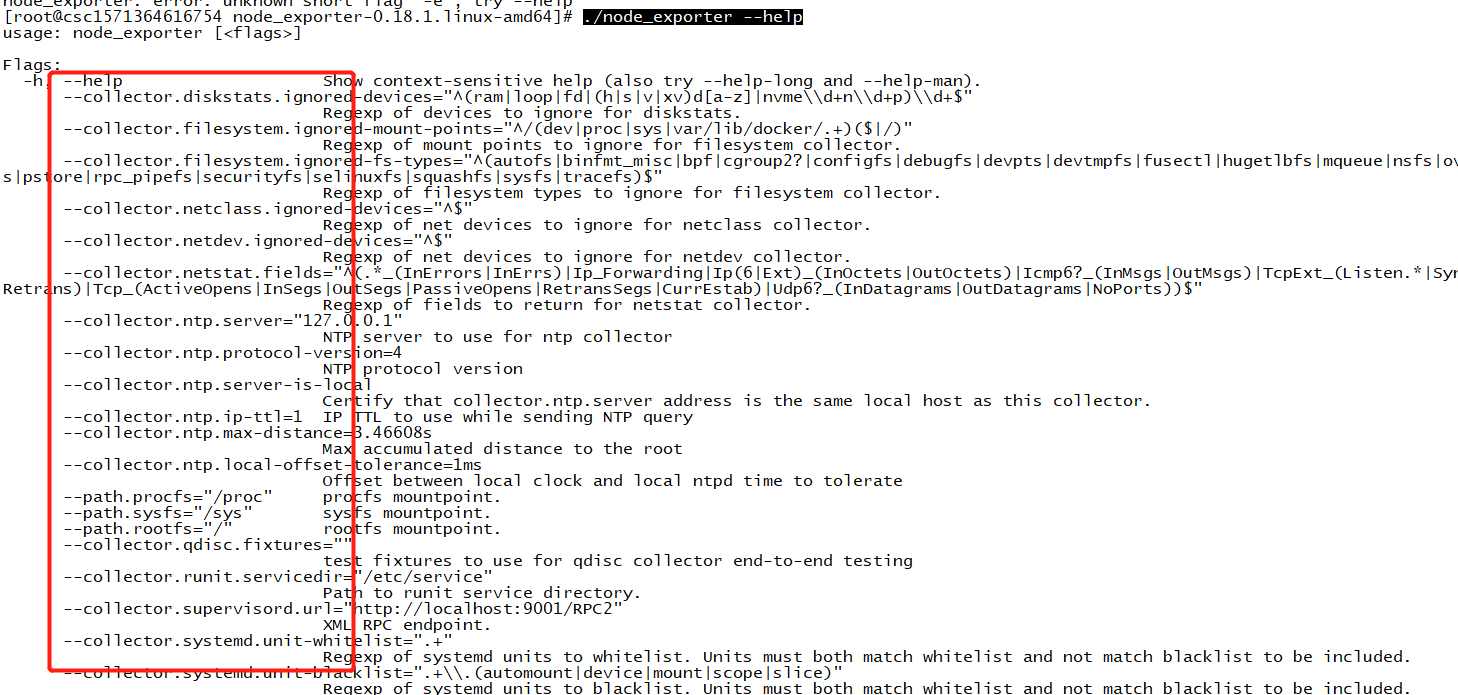 node_exporter: error: unknown short flag '-e', try --help
[root@csc1571364616754 node_exporter-0.18.1.linux-amd64]# ./node_exporter --help
usage: node_exporter [<flags>]
Flags:
-h, --help Show context-sensitive help (also try --help-long and --help-man).
--collector.diskstats.ignored-devices="^(ram|loop|fd|(h|s|v|xv)d[a-z]|nvme\\d+n\\d+p)\\d+$"
Regexp of devices to ignore for diskstats.
--collector.filesystem.ignored-mount-points="^/(dev|proc|sys|var/lib/docker/.+)($|/)"
Regexp of mount points to ignore for filesystem collector.
--collector.filesystem.ignored-fs-types="^(autofs|binfmt_misc|bpf|cgroup2?|configfs|debugfs|devpts|devtmpfs|fusectl|hugetlbfs|mqueue|nsfs|ov
s|pstore|rpc_pipefs|securityfs|selinuxfs|squashfs|sysfs|tracefs)$"
Regexp of filesystem types to ignore for filesystem collector.
--collector.netclass.ignored-devices="^$"
Regexp of net devices to ignore for netclass collector.
--collector.netdev.ignored-devices="^$"
Regexp of net devices to ignore for netdev collector.
--collector.netstat.fields="^(.*_(InErrors|InErrs)|Ip_Forwarding|Ip(6|Ext)_(InOctets|OutOctets)|Icmp6?_(InMsgs|OutMsgs)|TcpExt_(Listen.*|Syn
Retrans)|Tcp_(ActiveOpens|InSegs|OutSegs|PassiveOpens|RetransSegs|CurrEstab)|Udp6?_(InDatagrams|OutDatagrams|NoPorts))$"
Regexp of fields to return for netstat collector.
--collector.ntp.server="127.0.0.1"
NTP server to use for ntp collector
--collector.ntp.protocol-version=4
NTP protocol version
--collector.ntp.server-is-local
Certify that collector.ntp.server address is the same local host as this collector.
--collector.ntp.ip-ttl=1 IP TTL to use while sending NTP query
--collector.ntp.max-distance=3.46608s
Max accumulated distance to the root
--collector.ntp.local-offset-tolerance=1ms
Offset between local clock and local ntpd time to tolerate
--path.procfs="/proc" procfs mountpoint.
--path.sysfs="/sys" sysfs mountpoint.
--path.rootfs="/" rootfs mountpoint.
--collector.qdisc.fixtures=""
test fixtures to use for qdisc collector end-to-end testing
--collector.runit.servicedir="/etc/service"
Path to runit service directory.
--collector.supervisord.url="http://localhost:9001/RPC2"
XML RPC endpoint.
--collector.systemd.unit-whitelist=".+"
Regexp of systemd units to whitelist. Units must both match whitelist and not match blacklist to be included.
--collector.systemd.unit-blacklist=".+\\.(automount|device|mount|scope|slice)"
Regexp of systemd units to blacklist. Units must both match whitelist and not match blacklist to be included.